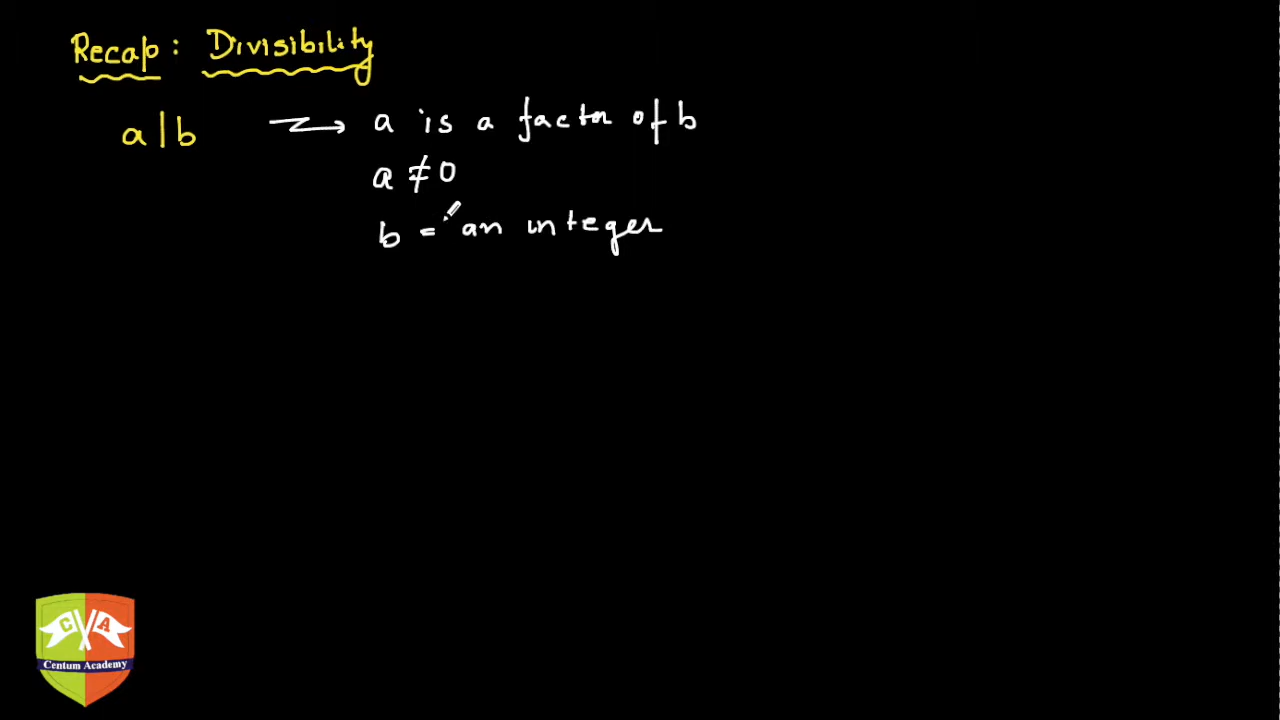 Recap: Divisibility
a|b → a is a factor of b
a ≠ 0
b = an integer
C A
Centum Academy